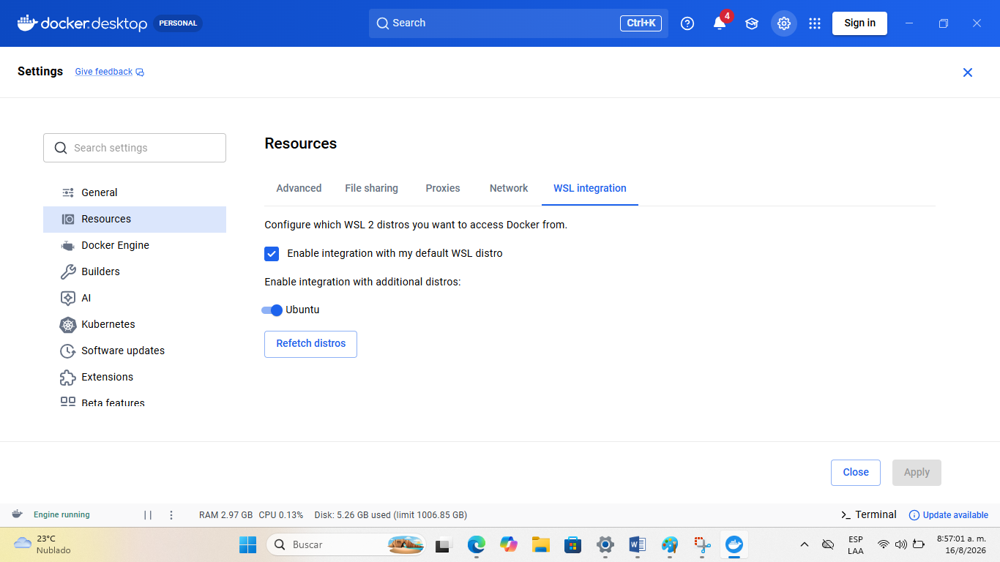 docker.desktop PERSONAL Search Ctrl+K 4 Sign in
Settings Give feedback
Search settings
General
Resources
Docker Engine
Builders
AI
Kubernetes
Software updates
Extensions
Beta features
Resources
Advanced File sharing Proxies Network WSL integration
Configure which WSL 2 distros you want to access Docker from.
Enable integration with my default WSL distro
Enable integration with additional distros:
Ubuntu
Refetch distros
Close Apply
Engine running RAM 2.97 GB CPU 0.13% Disk: 5.26 GB used (limit 1006.85 GB) Terminal Update available
23°C
Nublado
Buscar
ESP
LAA
8:57:01 a. m.
16/8/2026